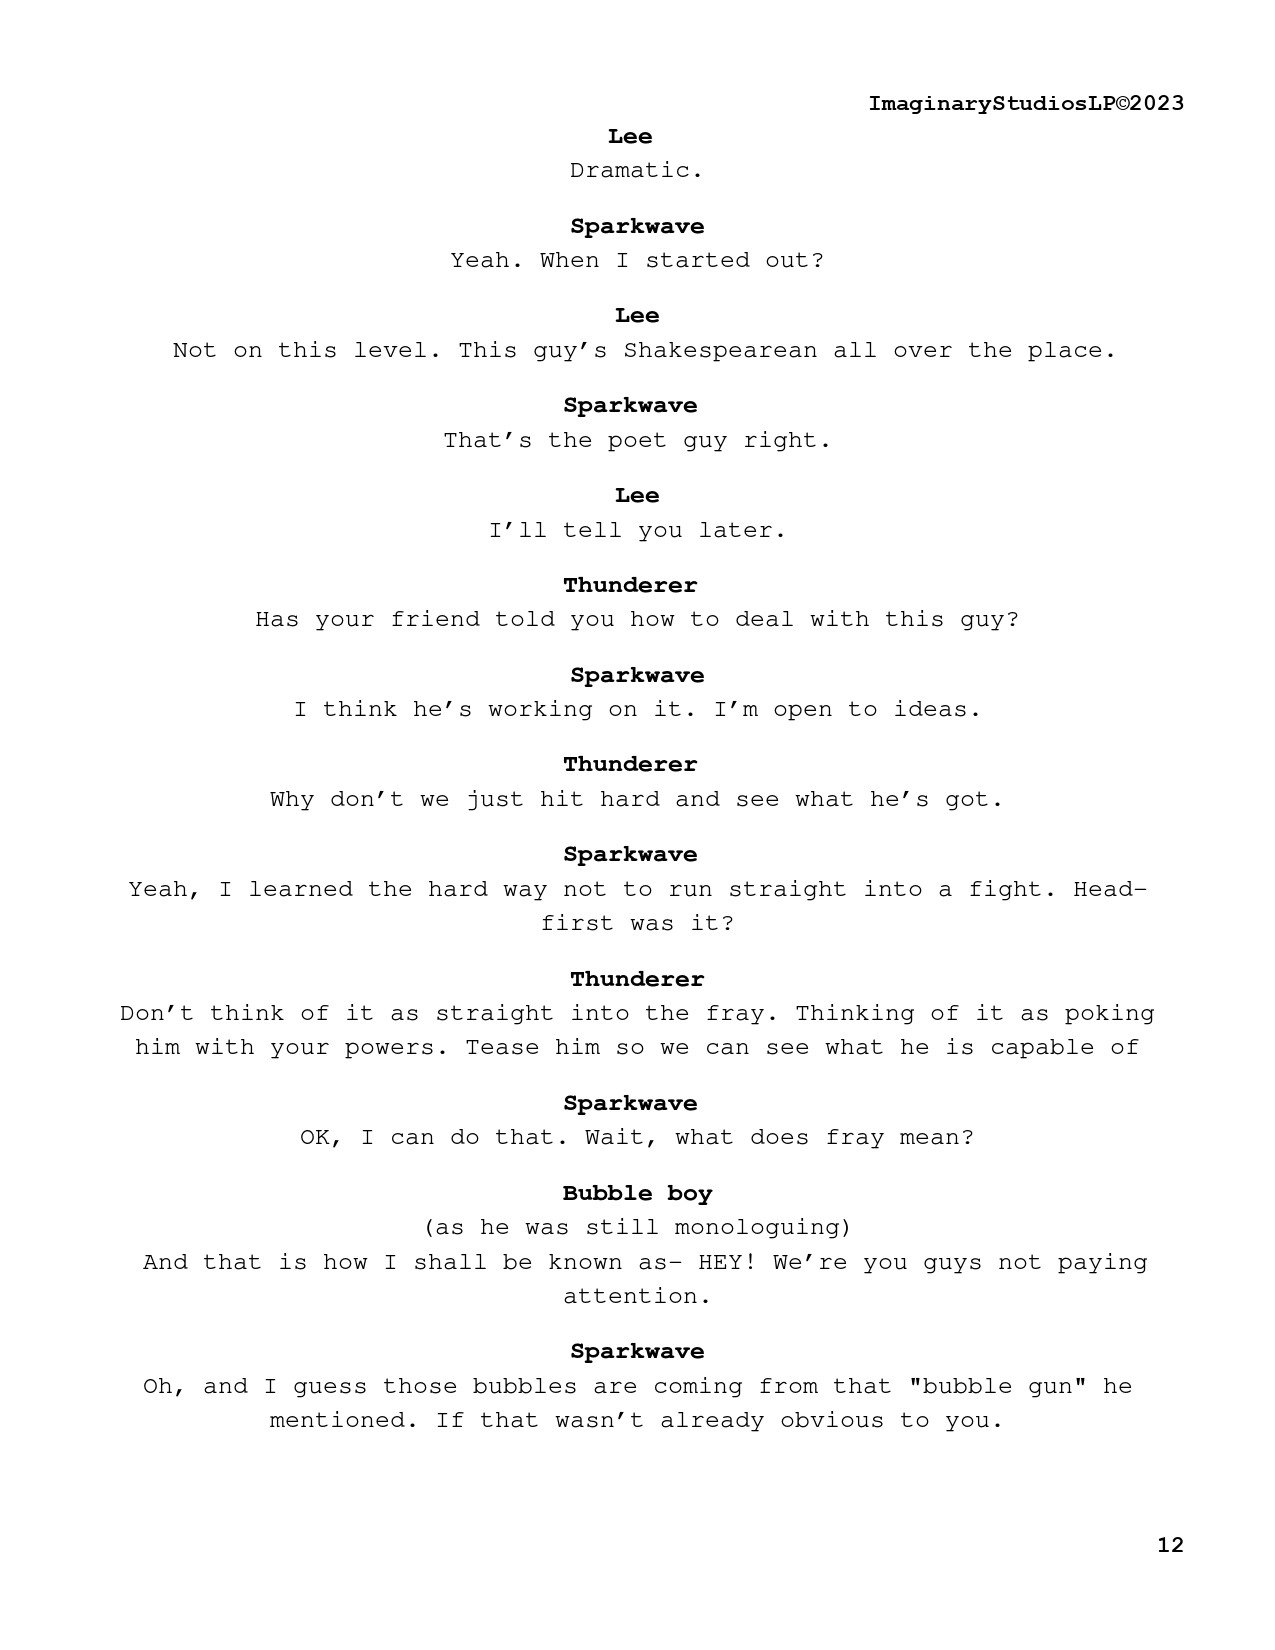 ImaginaryStudiosLP©2023
Lee
Dramatic.
Sparkwave
Yeah. When I started out?
Lee
Not on this level. This guy’s Shakespearean all over the place.
Sparkwave
That’s the poet guy right.
Lee
I’ll tell you later.
Thunderer
Has your friend told you how to deal with this guy?
Sparkwave
I think he’s working on it. I’m open to ideas.
Thunderer
Why don’t we just hit hard and see what he’s got.
Sparkwave
Yeah, I learned the hard way not to run straight into a fight. Head-
first was it?
Thunderer
Don’t think of it as straight into the fray. Thinking of it as poking
him with your powers. Tease him so we can see what he is capable of
Sparkwave
OK, I can do that. Wait, what does fray mean?
Bubble boy
(as he was still monologuing)
And that is how I shall be known as- HEY! We’re you guys not paying
attention.
Sparkwave
Oh, and I guess those bubbles are coming from that "bubble gun" he
mentioned. If that wasn’t already obvious to you.
12